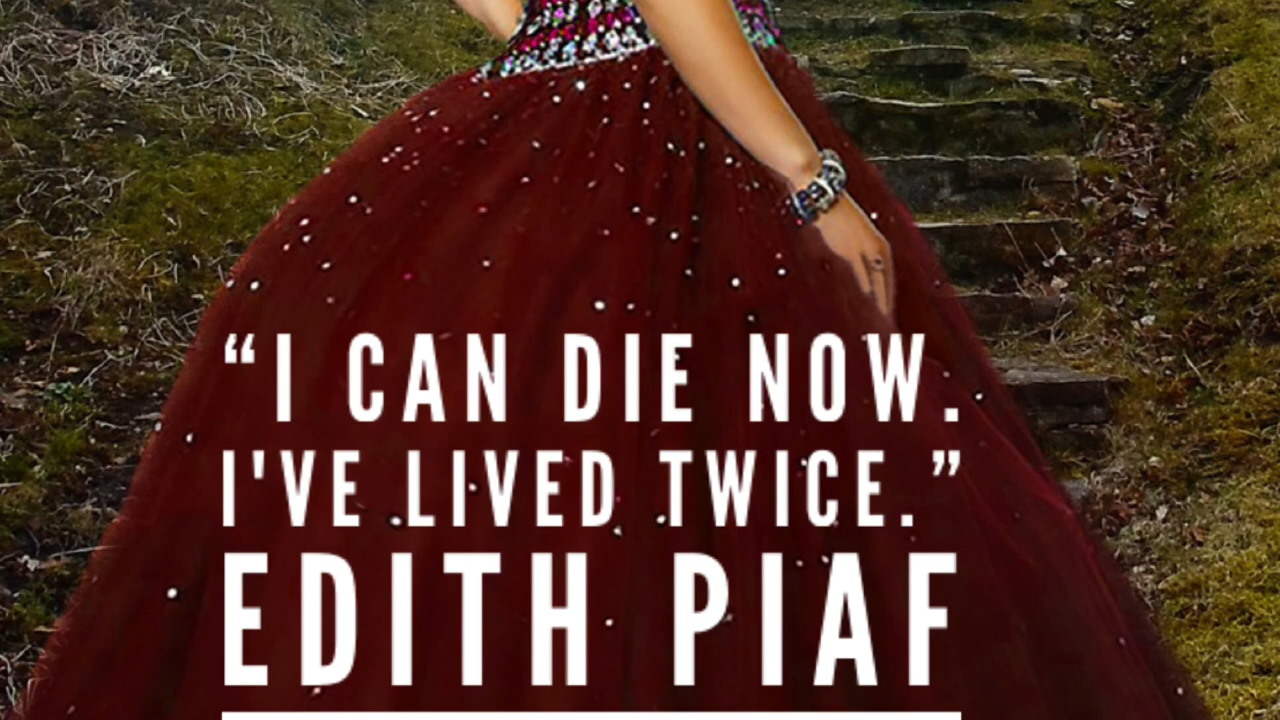 “I CAN DIE NOW.
I'VE LIVED TWICE.”
EDITH PIAF